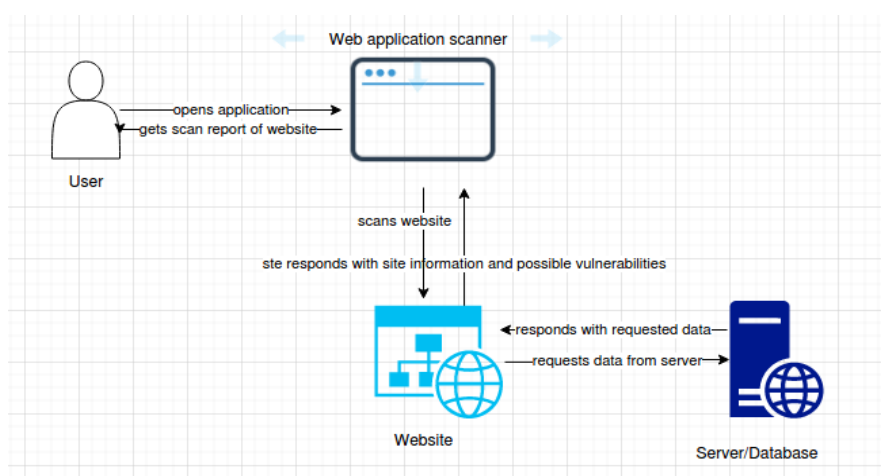 Web application scanner
opens application
gets scan report of website
User
scans website
ste responds with site information and possible vulnerabilities
responds with requested data
requests data from server
Website
Server/Database